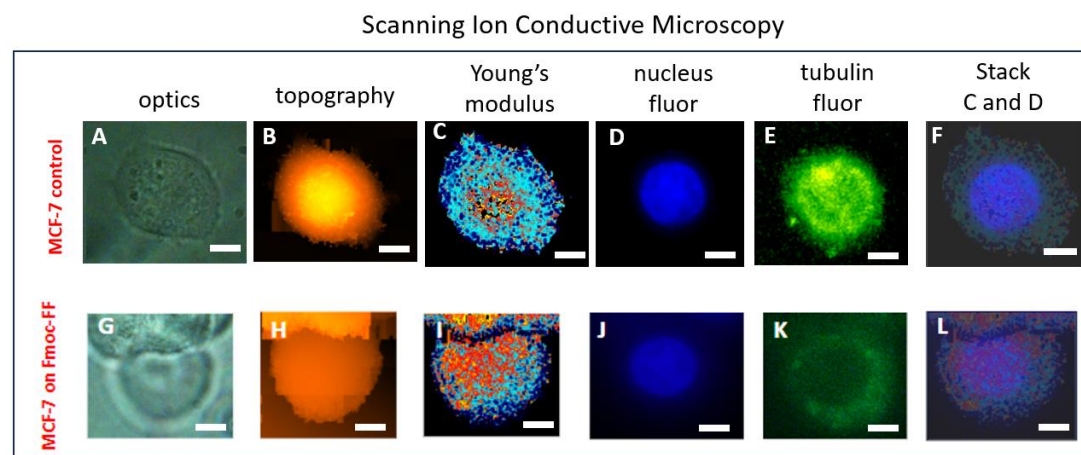 Scanning Ion Conductive Microscopy
optics
topography
Young's
modulus
nucleus
fluor
tubulin
fluor
Stack
C and D
MCF-7 control
A
B
C
D
E
F
MCF-7 on Fmoc-FF
G
H
I
J
K
L